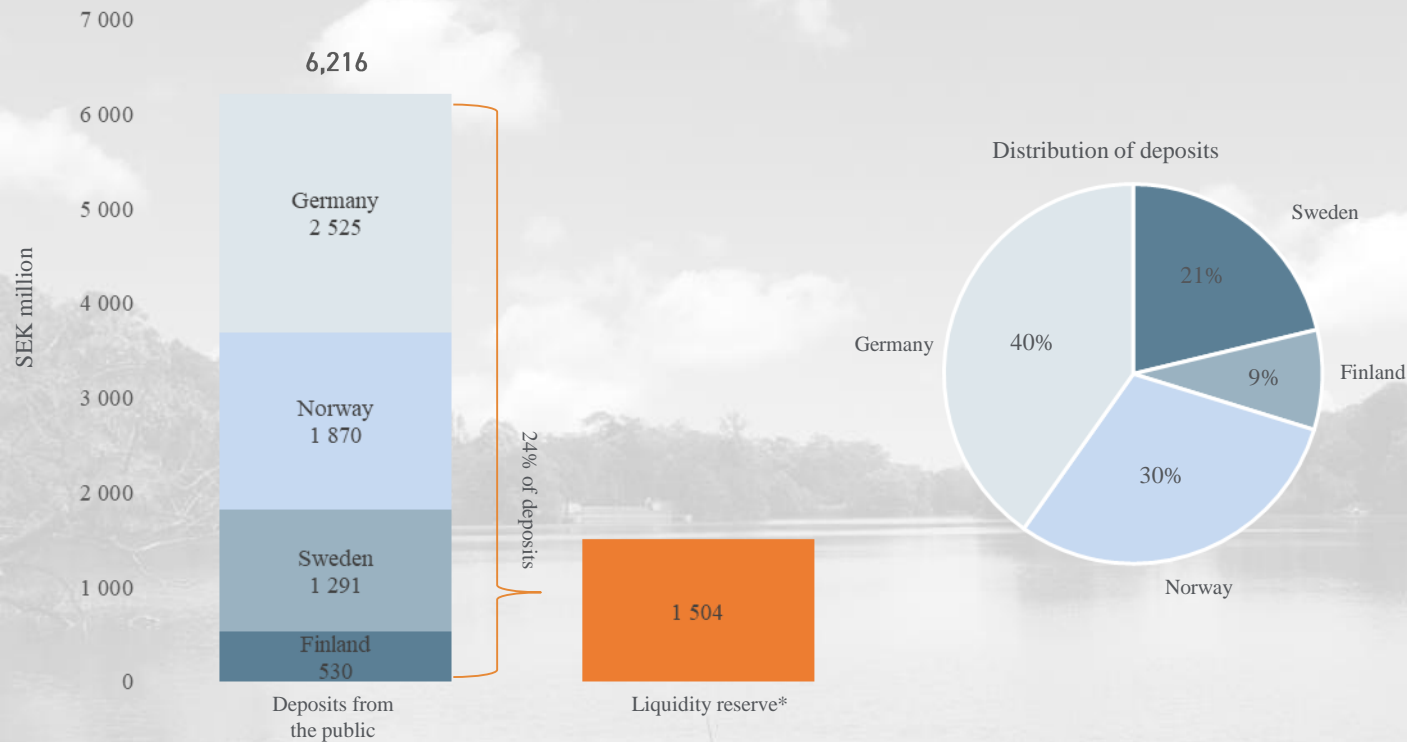 7 000
6 000
5 000
4 000
3 000
2 000
1 000
0
SEK million
6,216
Germany
2 525
Norway
1 870
Sweden
1 291
Finland
530
Deposits from
the public
24% of deposits
1 504
Liquidity reserve*
Distribution of deposits
Sweden
21%
Finland
9%
Norway
30%
Germany
40%